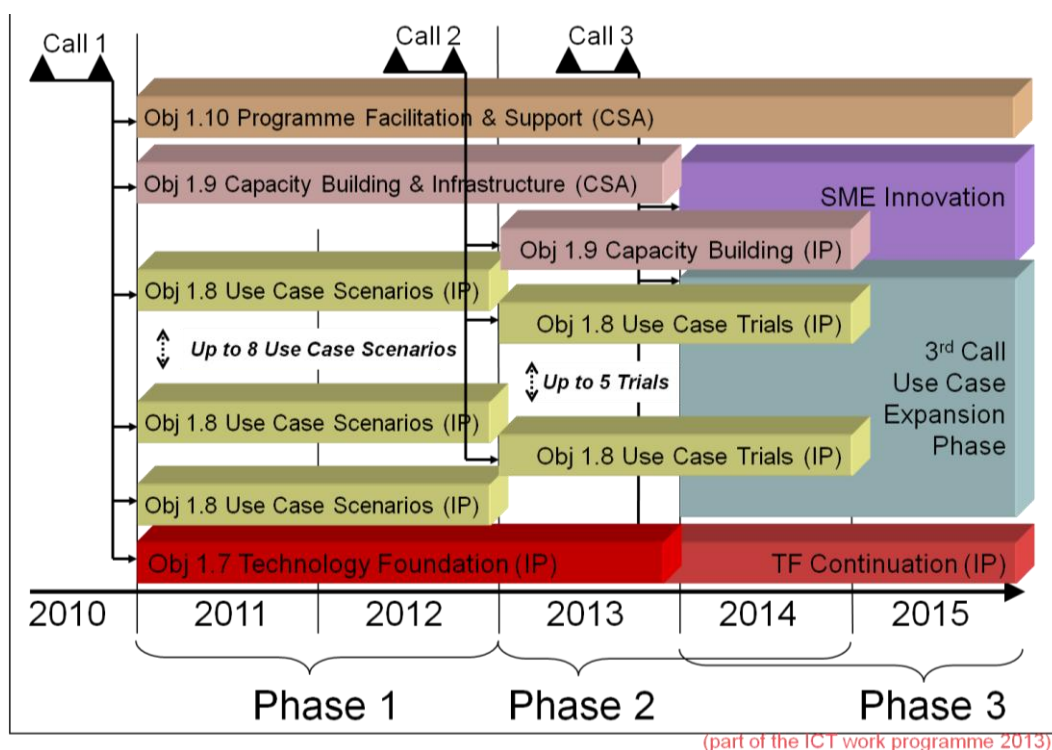 Call 1
Call 2
Call 3
Obj 1.10 Programme Facilitation & Support (CSA)
Obj 1.9 Capacity Building & Infrastructure (CSA)
SME Innovation
Obj 1.9 Capacity Building (IP)
Obj 1.8 Use Case Scenarios (IP)
Obj 1.8 Use Case Trials (IP)
Up to 8 Use Case Scenarios
Up to 5 Trials
3rd Call
Use Case
Expansion
Phase
Obj 1.8 Use Case Scenarios (IP)
Obj 1.8 Use Case Trials (IP)
Obj 1.8 Use Case Scenarios (IP)
Obj 1.7 Technology Foundation (IP)
TF Continuation (IP)
2010
2011
2012
2013
2014
2015
Phase 1
Phase 2
Phase 3
(part of the ICT work programme 2013)